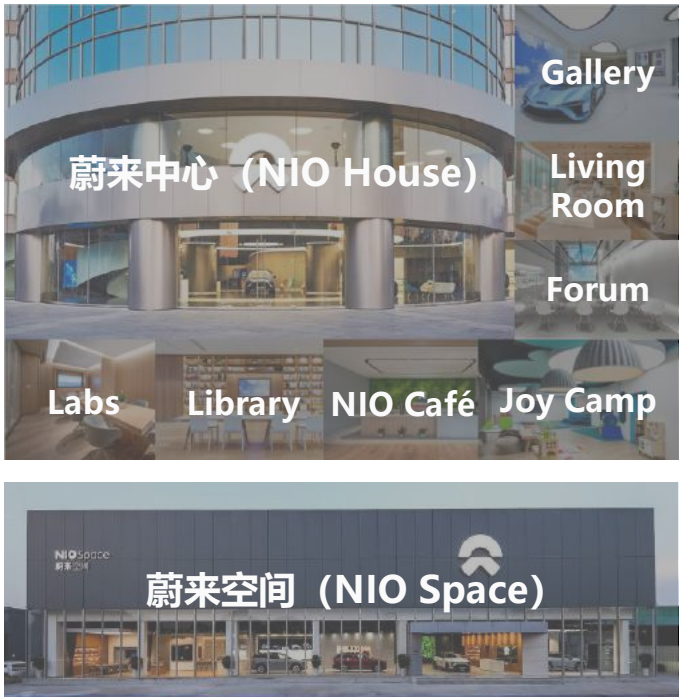 Gallery
蔚来中心（NIO House）
Living
Room
Forum
Labs
Library
NIO Café
Joy Camp
NIO Space
蔚来空间
蔚来空间（NIO Space）